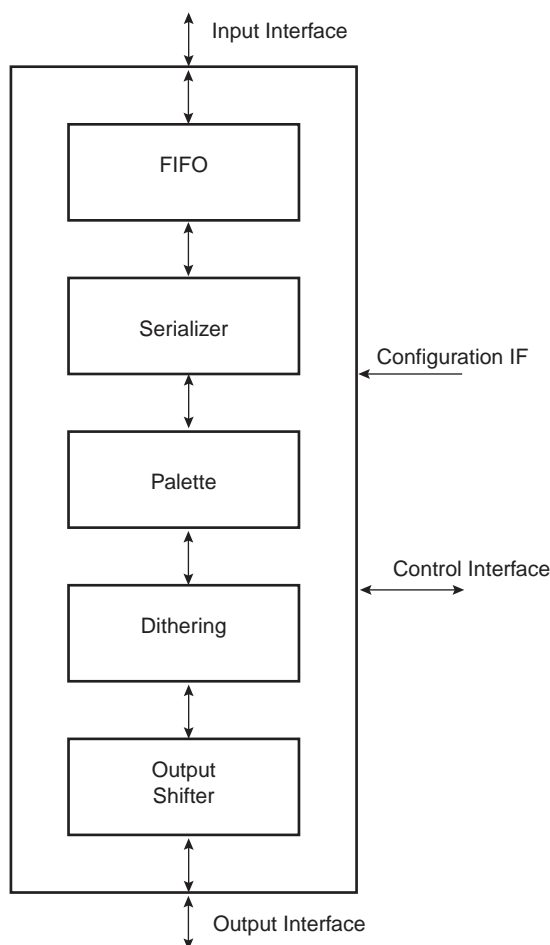 Input Interface
FIFO
Serializer
Configuration IF
Palette
Control Interface
Dithering
Output
Shifter
Output Interface